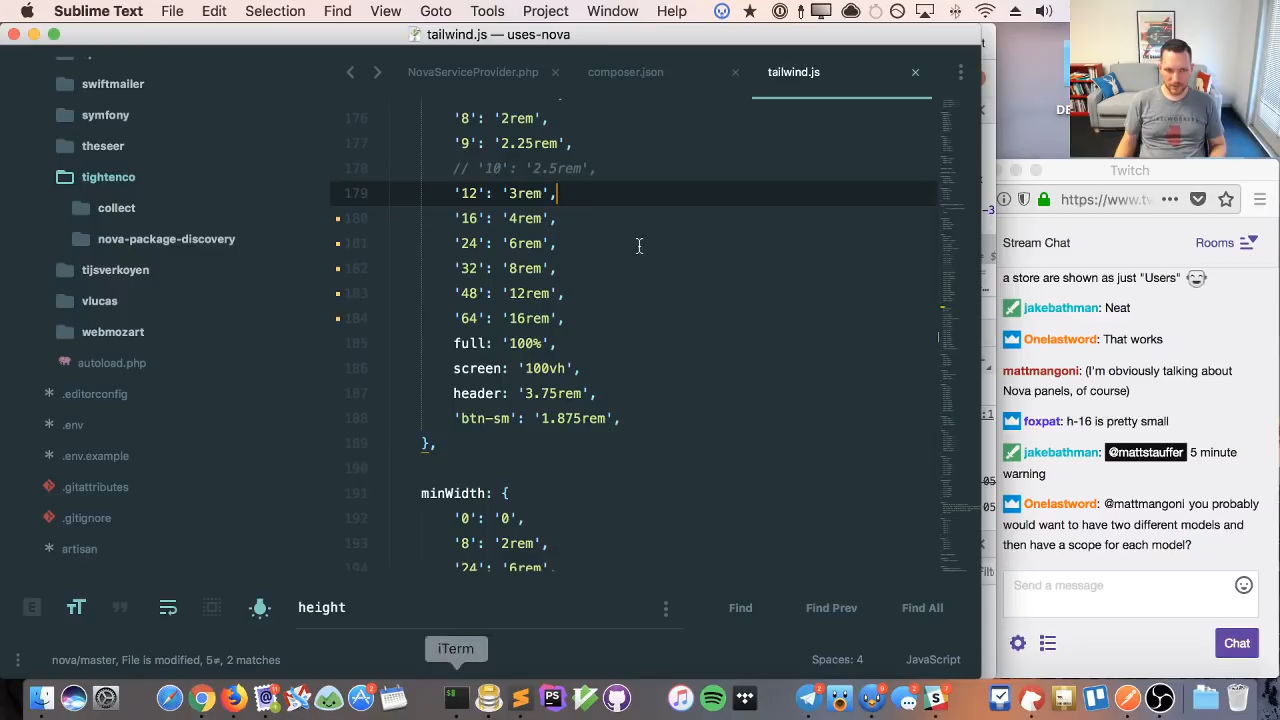 Sublime Text File Edit Selection Find View Goto Tools Project Window Help
tailwind.js — uses-nova
NovaServiceProvider.php composer.json tailwind.js
swiftmailer
symfony
theseer
tightenco
collect
nova-package-discovery
tijsverkoyen
vlucas
webmozart
autoload.php
.editorconfig
.env
.env.example
.gitattributes
.gitignore
artisan
'8': '2rem',
'9': '2.25rem',
'2.5rem',
179 '12': '3rem',
180 '16': '4rem',
181 '24': '6rem',
182 '32': '8rem',
183 '48': '12rem',
184 '64': '16rem',
185 full: '100%',
186 screen: '100vh',
187 header: '3.75rem',
188 'btn-sm': '1.875rem',
189 },
190
191 minWidth:
192 '0':
193 '8': '2rem',
height
Find Find Prev Find All
iTerm
nova/master, File is modified, 5≠, 2 matches
Spaces: 4 JavaScript
Twitch
https://www.tw
Stream Chat Rooms
a store are shown as just "Users"
jakebathman: neat
Onelastword: That works
mattmangoni: (I'm obviously talking about
Nova panels, of course)
foxpat: h-16 is pretty small
jakebathman: @mattstauffer 5 minute
warning
Onelastword: @mattmangoni you probably
would want to have two different models and
then have a scope for each model?
Send a message
Chat